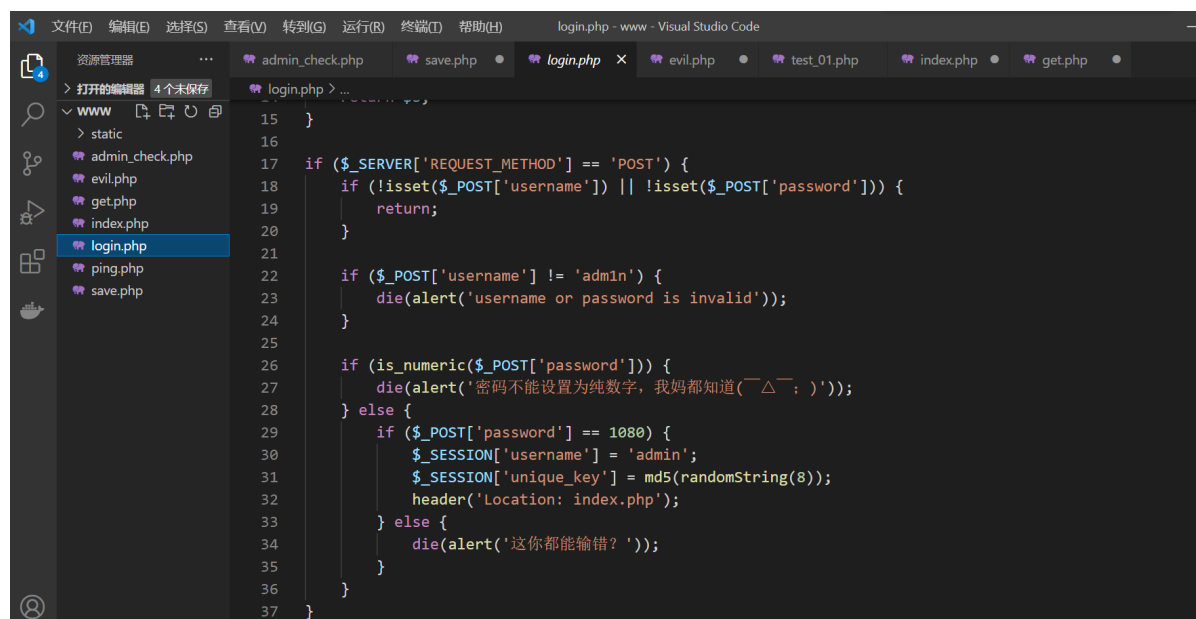 文件(F) 编辑(E) 选择(S) 查看(V) 转到(G) 运行(R) 终端(T) 帮助(H) login.php - www - Visual Studio Code
资源管理器 ...
admin_check.php save.php login.php evil.php test_01.php index.php get.php
打开的编辑器 4个未保存
login.php > ...
4
WWW
static
admin_check.php
evil.php
get.php
index.php
login.php
ping.php
save.php
15 }
16
17 if ($_SERVER['REQUEST_METHOD'] == 'POST') {
18 if (!isset($_POST['username']) || !isset($_POST['password'])) {
19 return;
20 }
21
22 if ($_POST['username'] != 'adm1n') {
23 die(alert('username or password is invalid'));
24 }
25
26 if (is_numeric($_POST['password'])) {
27 die(alert('密码不能设置为纯数字，我妈都知道(￣△￣；)'));
28 } else {
29 if ($_POST['password'] == 1080) {
30 $_SESSION['username'] = 'admin';
31 $_SESSION['unique_key'] = md5(randomString(8));
32 header('Location: index.php');
33 } else {
34 die(alert('这你都能输错？'));
35 }
36 }
37 }